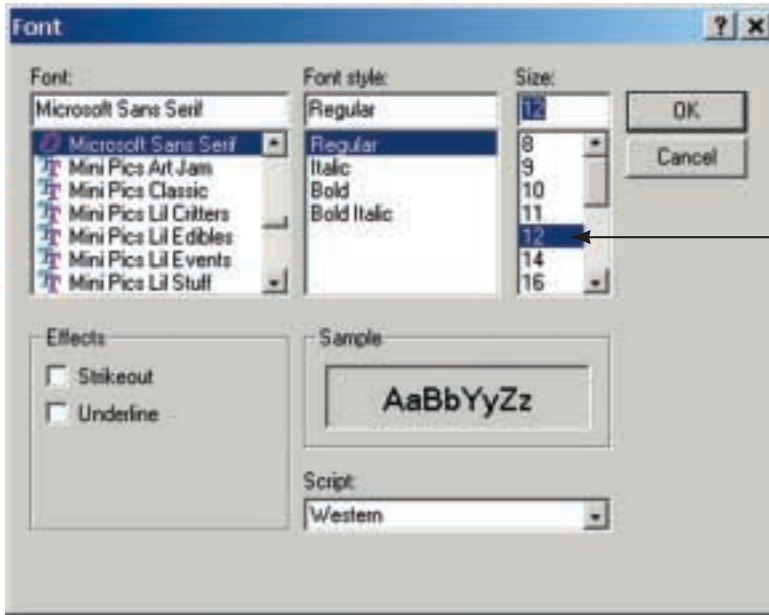 Font
Font:
Microsoft Sans Serif
Microsoft Sans Serif
Mini Pics Art Jam
Mini Pics Classic
Mini Pics Lil Critters
Mini Pics Lil Edibles
Mini Pics Lil Events
Mini Pics Lil Stuff
Font style:
Regular
Regular
Italic
Bold
Bold Italic
Size:
12
8
9
10
11
12
14
16
OK
Cancel
Effects
Strikeout
Underline
Sample
AaBbYyZz
Script:
Western